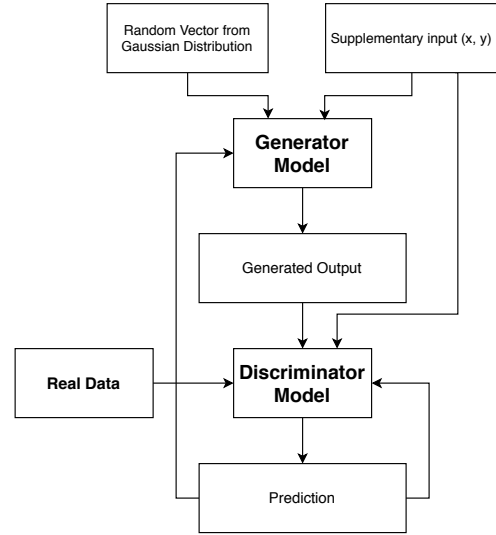 Random Vector from
Gaussian Distribution
Supplementary input (x, y)
Generator
Model
Generated Output
Real Data
Discriminator
Model
Prediction